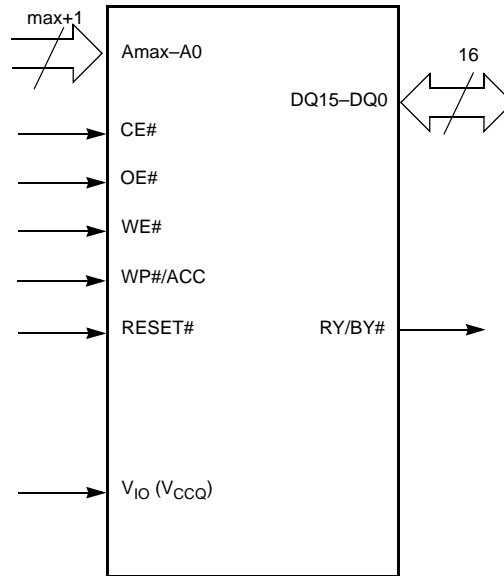 max+1
Amax–A0
16
DQ15–DQ0
CE#
OE#
WE#
WP#/ACC
RESET#
RY/BY#
VIO (VCCQ)